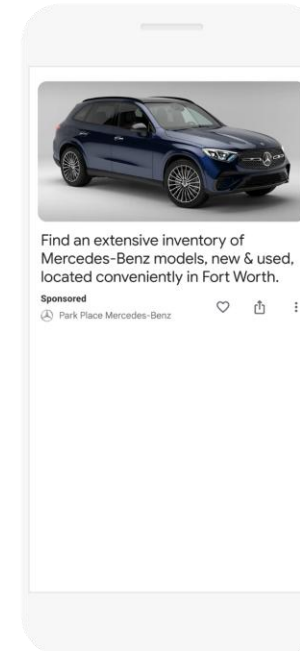 Find an extensive inventory of
Mercedes-Benz models, new & used,
located conveniently in Fort Worth.
Sponsored
Park Place Mercedes-Benz